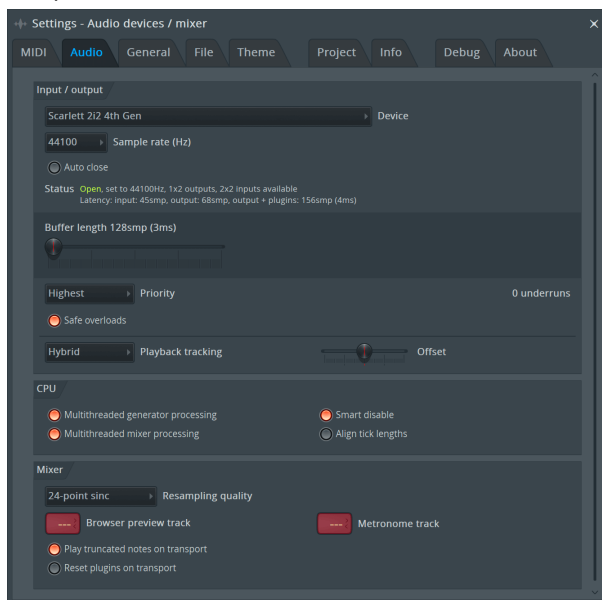 Settings - Audio devices / mixer
MIDI Audio General File Theme Project Info Debug About
Input / output
Scarlett 2i2 4th Gen Device
44100 Sample rate (Hz)
Auto close
Status Open, set to 44100Hz, 1x2 outputs, 2x2 inputs available
Latency: input: 45smp, output: 68smp, output + plugins: 156smp (4ms)
Buffer length 128smp (3ms)
Highest Priority 0 underruns
Safe overloads
Hybrid Playback tracking Offset
CPU
Multithreaded generator processing Smart disable
Multithreaded mixer processing Align tick lengths
Mixer
24-point sinc Resampling quality
--- Browser preview track --- Metronome track
Play truncated notes on transport
Reset plugins on transport